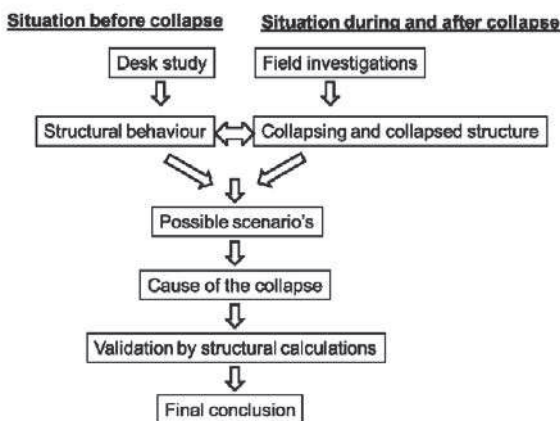 Situation before collapse
Situation during and after collapse
Desk study
Field investigations
Structural behaviour
Collapsing and collapsed structure
Possible scenario's
Cause of the collapse
Validation by structural calculations
Final conclusion